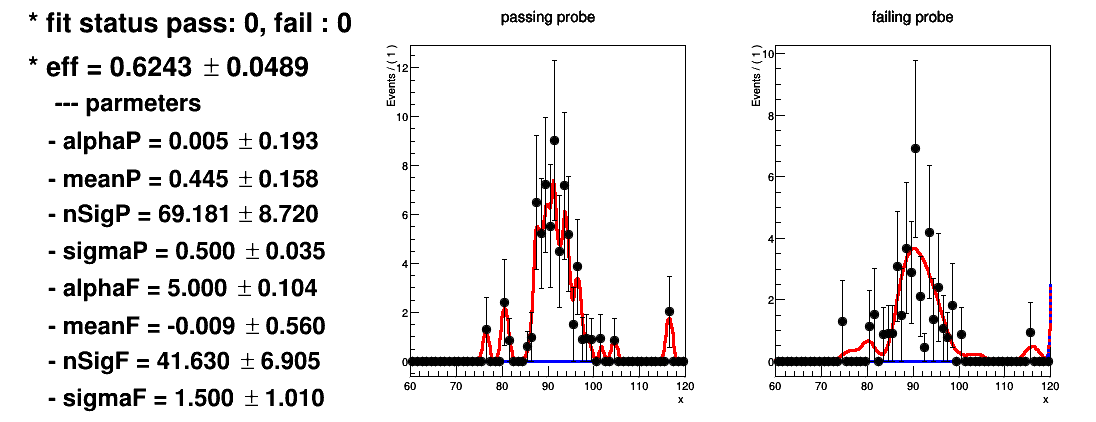 * fit status pass: 0, fail : 0
* eff = 0.6243 ± 0.0489
--- parmeters
- alphaP = 0.005 ± 0.193
- meanP = 0.445 ± 0.158
- nSigP = 69.181 ± 8.720
- sigmaP = 0.500 ± 0.035
- alphaF = 5.000 ± 0.104
- meanF = -0.009 ± 0.560
- nSigF = 41.630 ± 6.905
- sigmaF = 1.500 ± 1.010
passing probe
Events / ( 1 )
12
10
8
6
4
2
0
60 70 80 90 100 110 120
x
failing probe
Events / ( 1 )
10
8
6
4
2
0
60 70 80 90 100 110 120
x